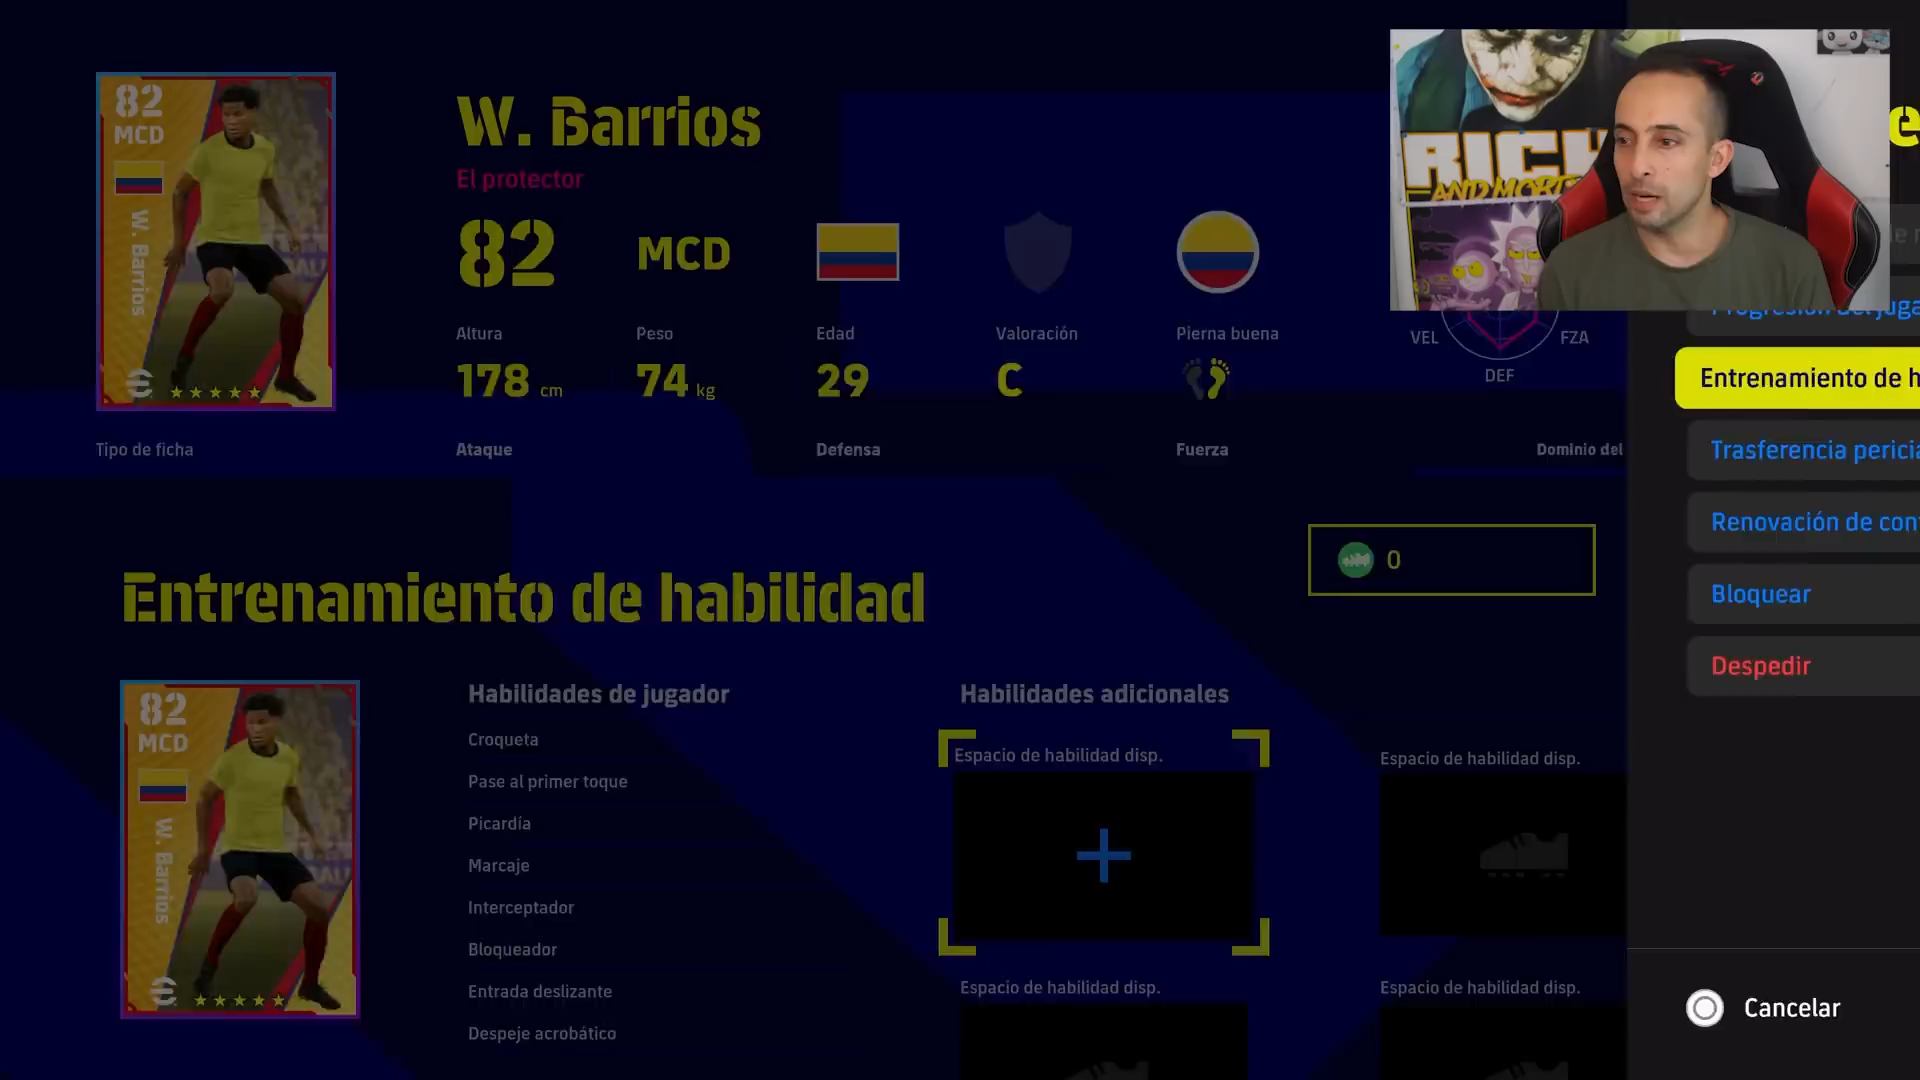 82
MCD
W. Barrios
W. Barrios
El protector
82
MCD
Altura
178 cm
Peso
74 kg
Edad
29
Valoración
C
Pierna buena
VEL
FZA
DEF
Tipo de ficha
Ataque
Defensa
Fuerza
Dominio del
RICK
AND MORTY
Progresión del juga
Entrenamiento de h
Trasferencia pericia
Renovación de con
Bloquear
Despedir
Cancelar
0
Entrenamiento de habilidad
82
MCD
W. Barrios
Habilidades de jugador
Croqueta
Pase al primer toque
Picardía
Marcaje
Interceptador
Bloqueador
Entrada deslizante
Despeje acrobático
Habilidades adicionales
Espacio de habilidad disp.
Espacio de habilidad disp.
Espacio de habilidad disp.
Espacio de habilidad disp.